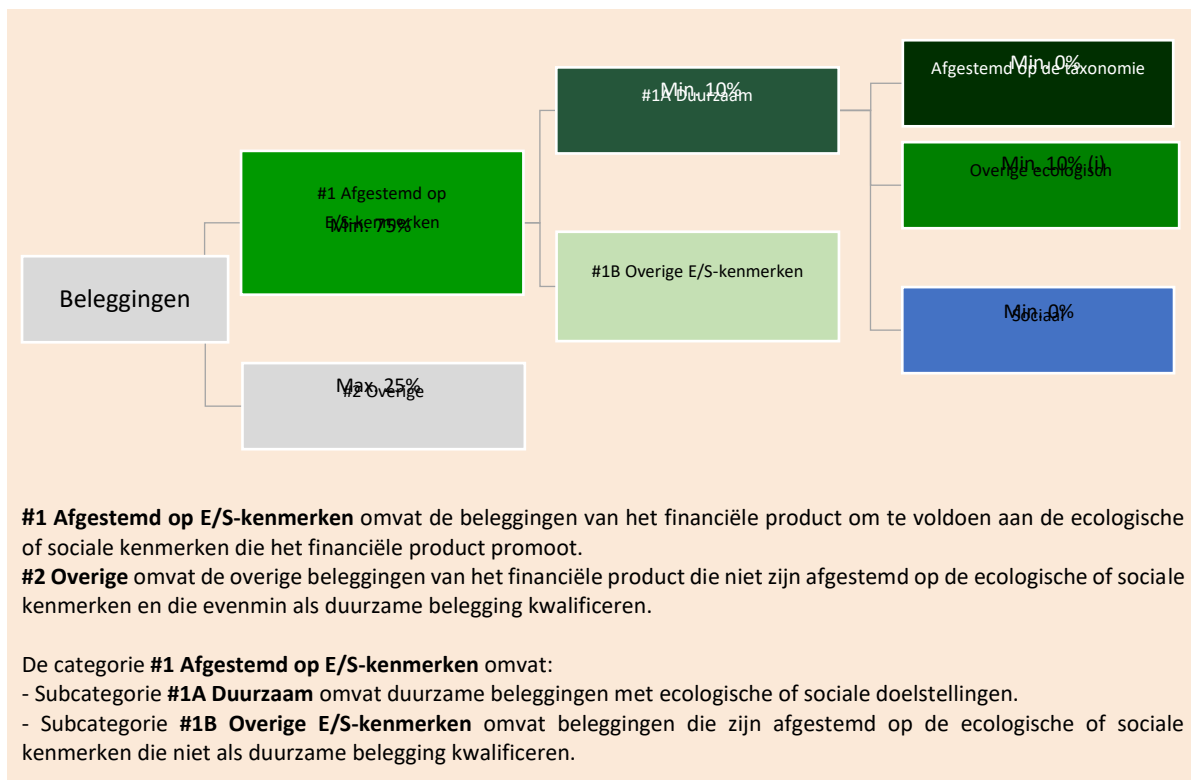 Beleggingen
#1 Afgestemd op
E/S-kenmerken
Min. 75%
Max. 25%
#2 Overige
Min. 10%
#1A Duurzaam
#1B Overige E/S-kenmerken
Min. 0%
Afgestemd op de taxonomie
Min. 10% (i)
Overige ecologisch
Min. 0%
Sociaal
#1 Afgestemd op E/S-kenmerken omvat de beleggingen van het financiële product om te voldoen aan de ecologische
of sociale kenmerken die het financiële product promoot.
#2 Overige omvat de overige beleggingen van het financiële product die niet zijn afgestemd op de ecologische of sociale
kenmerken en die evenmin als duurzame belegging kwalificeren.
De categorie #1 Afgestemd op E/S-kenmerken omvat:
- Subcategorie #1A Duurzaam omvat duurzame beleggingen met ecologische of sociale doelstellingen.
- Subcategorie #1B Overige E/S-kenmerken omvat beleggingen die zijn afgestemd op de ecologische of sociale
kenmerken die niet als duurzame belegging kwalificeren.